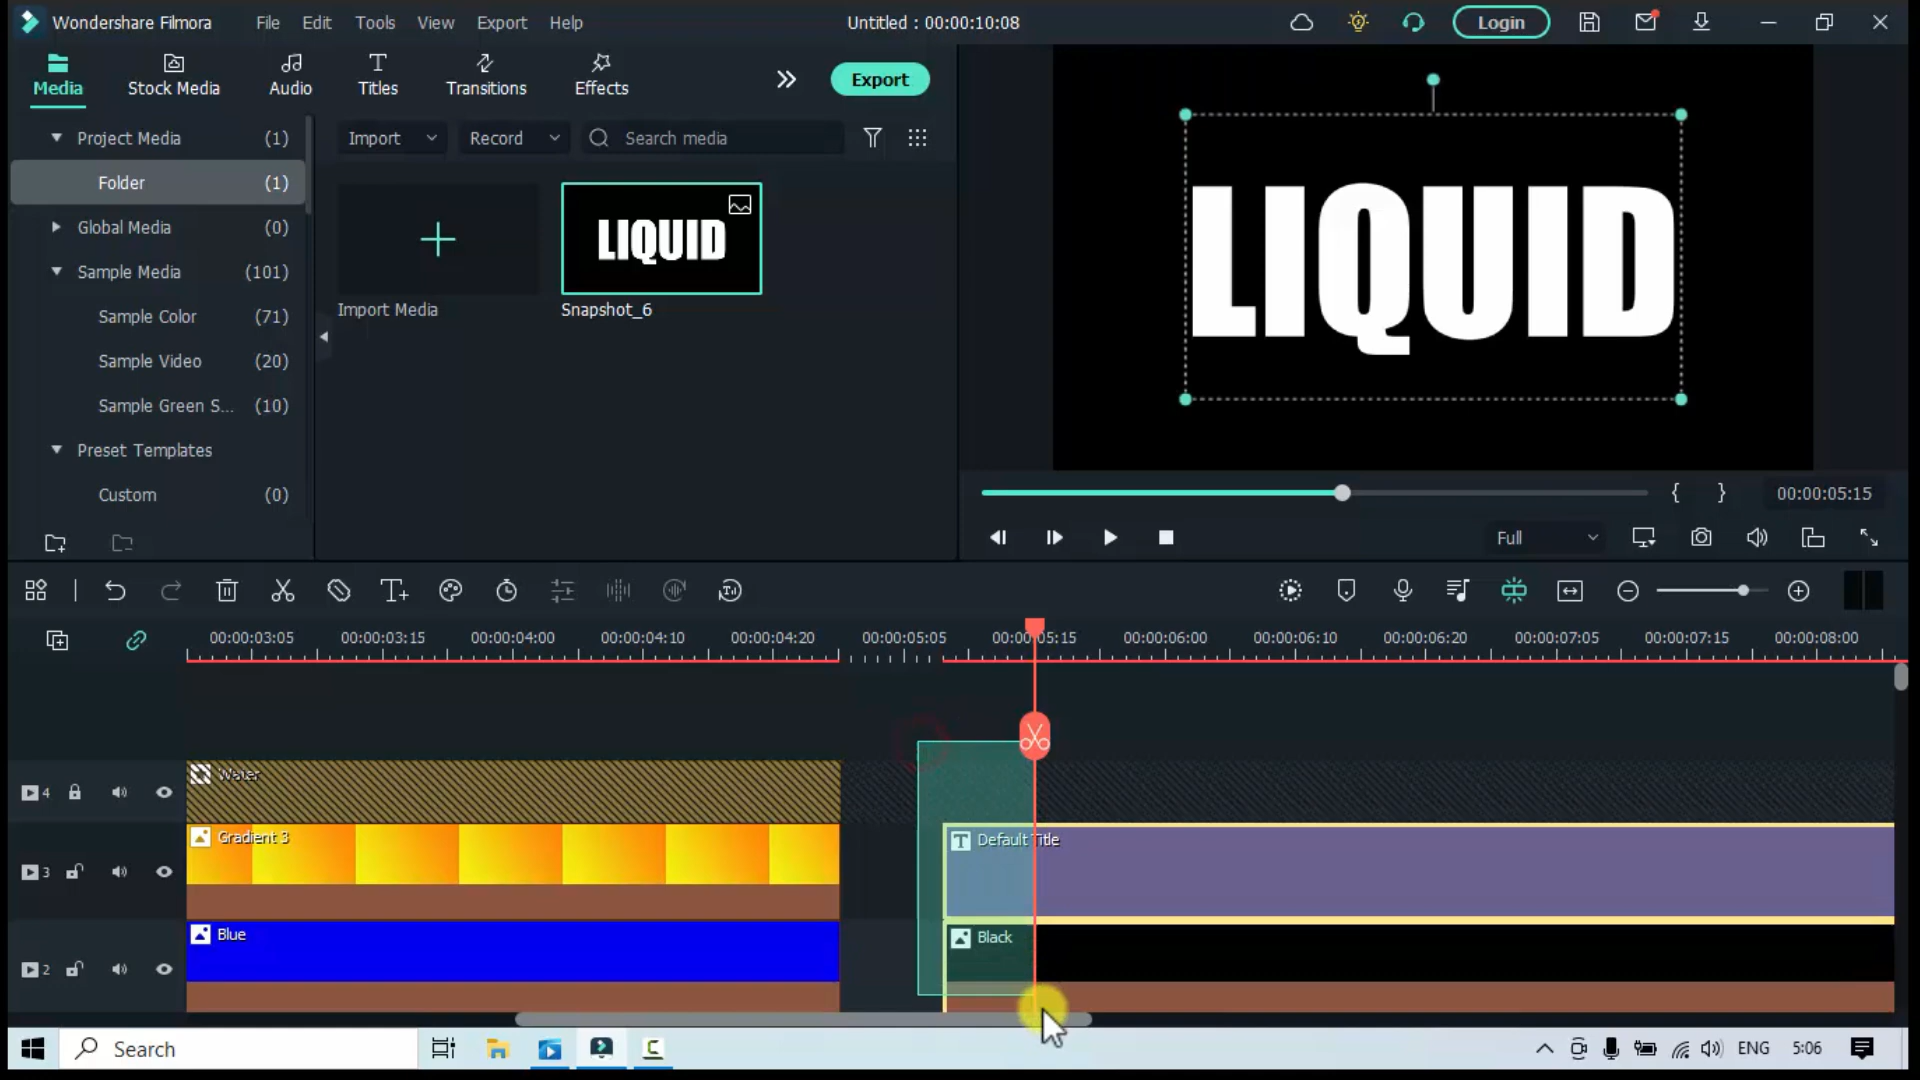 Wondershare Filmora File Edit Tools View Export Help Untitled : 00:00:10:08 Login
Media Stock Media Audio Titles Transitions Effects Export
Project Media (1)
Folder (1)
Global Media (0)
Sample Media (101)
Sample Color (71)
Sample Video (20)
Sample Green S... (10)
Preset Templates
Custom (0)
Import Record Search media
LIQUID
Import Media Snapshot_6
LIQUID
{ } 00:00:05:15
Full
00:00:03:05 00:00:03:15 00:00:04:00 00:00:04:10 00:00:04:20 00:00:05:05 00:00:05:15 00:00:06:00 00:00:06:10 00:00:06:20 00:00:07:05 00:00:07:15 00:00:08:00
4 Water
3 Gradient 3 Default Title
2 Blue Black
Search ENG 5:06